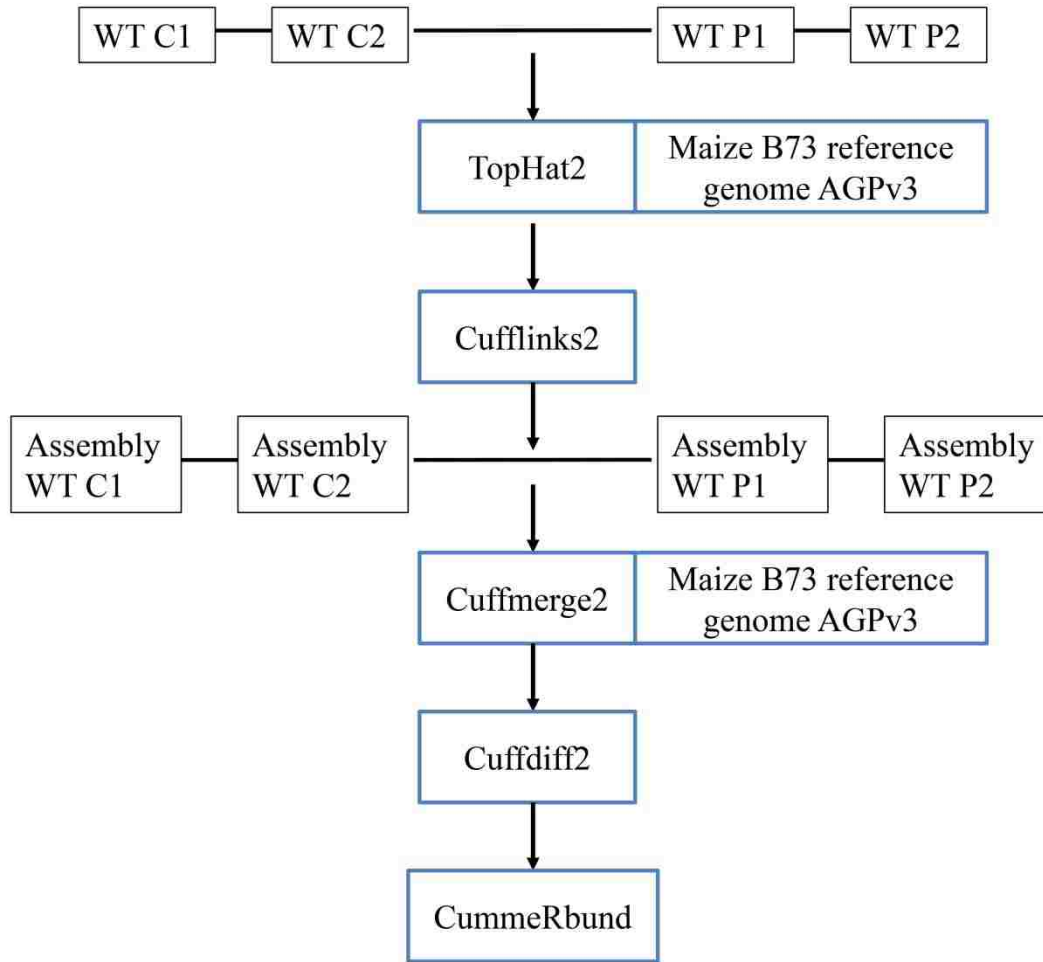 WT C1
WT C2
WT P1
WT P2
TopHat2
Maize B73 reference
genome AGPv3
Cufflinks2
Assembly
WT C1
Assembly
WT C2
Assembly
WT P1
Assembly
WT P2
Cuffmerge2
Maize B73 reference
genome AGPv3
Cuffdiff2
CummeRbund